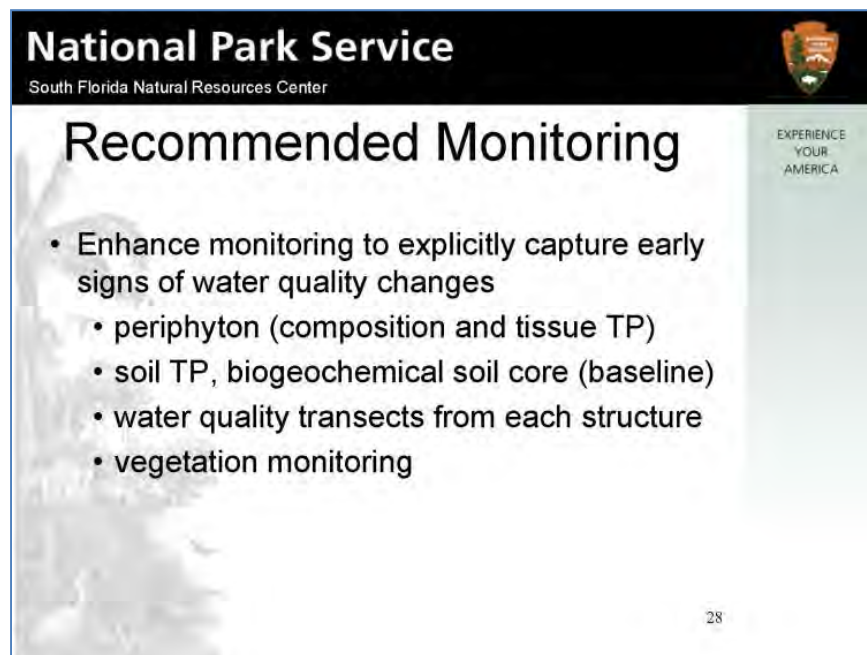 National Park Service
South Florida Natural Resources Center
EXPERIENCE
YOUR
AMERICA
Recommended Monitoring
• Enhance monitoring to explicitly capture early
signs of water quality changes
• periphyton (composition and tissue TP)
• soil TP, biogeochemical soil core (baseline)
• water quality transects from each structure
• vegetation monitoring
28